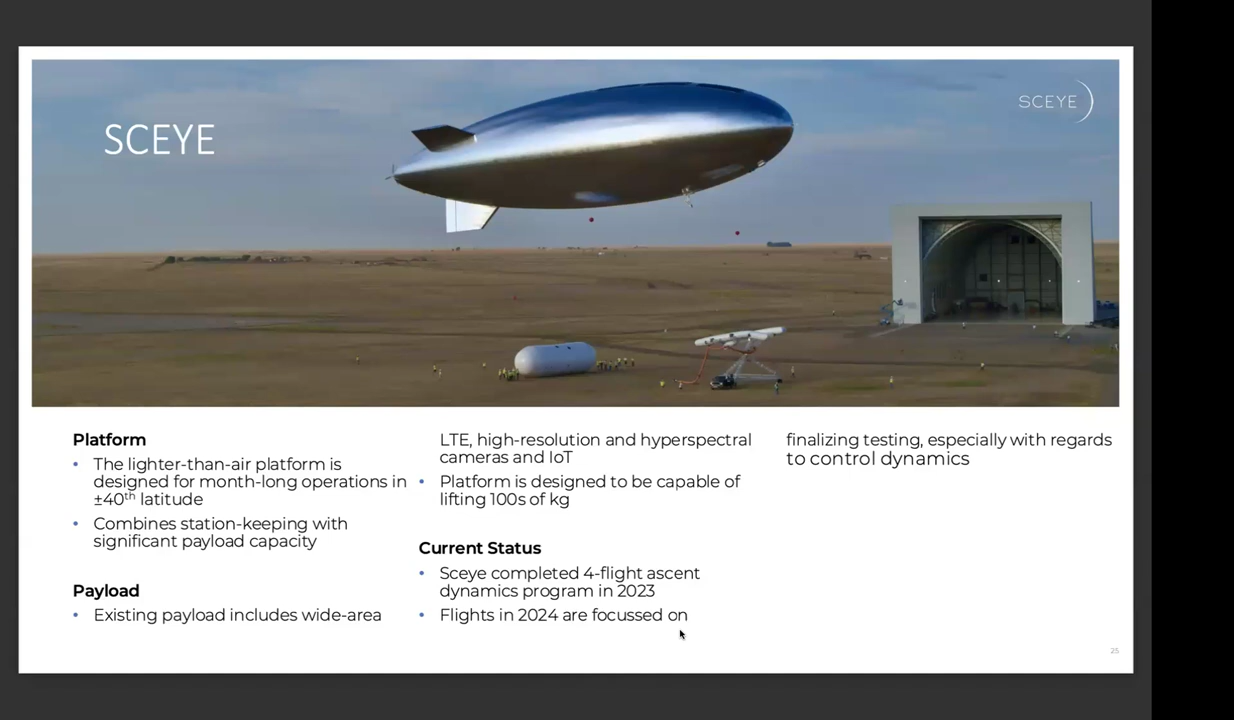 SCEYE
SCEYE
Platform
• The lighter-than-air platform is
designed for month-long operations in
±40th latitude
• Combines station-keeping with
significant payload capacity
Payload
• Existing payload includes wide-area
LTE, high-resolution and hyperspectral
cameras and IoT
• Platform is designed to be capable of
lifting 100s of kg
Current Status
• Sceye completed 4-flight ascent
dynamics program in 2023
• Flights in 2024 are focussed on
finalizing testing, especially with regards
to control dynamics
25